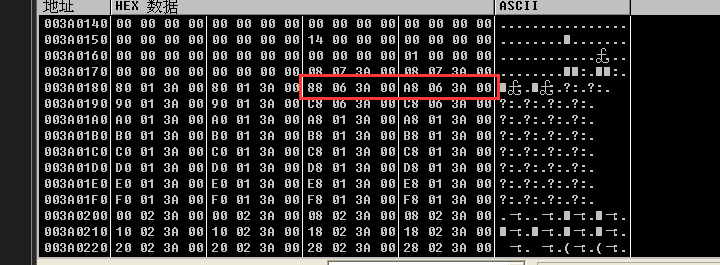 地址 HEX 数据 ASCII
003A0140 00 00 00 00 00 00 00 00 00 00 00 00 00 00 00 00 ................
003A0150 00 00 00 00 00 00 00 00 14 00 00 00 00 00 00 00
003A0160 00 00 00 00 00 00 00 00 00 00 00 00 01 00 00 00
003A0170 00 00 00 00 00 00 00 00 08 07 3A 00 08 07 3A 00
003A0180 80 01 3A 00 80 01 3A 00 88 06 3A 00 A8 06 3A 00
003A0190 90 01 3A 00 90 01 3A 00 C8 06 3A 00 C8 06 3A 00 ?:.?:.?:.?:.
003A01A0 A0 01 3A 00 A0 01 3A 00 A8 01 3A 00 A8 01 3A 00 ?:.?:.?:.?:.
003A01B0 B0 01 3A 00 B0 01 3A 00 B8 01 3A 00 B8 01 3A 00 ?:.?:.?:.?:.
003A01C0 C0 01 3A 00 C0 01 3A 00 C8 01 3A 00 C8 01 3A 00 ?:.?:.?:.?:.
003A01D0 D0 01 3A 00 D0 01 3A 00 D8 01 3A 00 D8 01 3A 00 ?:.?:.?:.?:.
003A01E0 E0 01 3A 00 E0 01 3A 00 E8 01 3A 00 E8 01 3A 00 ?:.?:.?:.?:.
003A01F0 F0 01 3A 00 F0 01 3A 00 F8 01 3A 00 F8 01 3A 00 ?:.?:.?:.?:.
003A0200 00 02 3A 00 00 02 3A 00 08 02 3A 00 08 02 3A 00
003A0210 10 02 3A 00 10 02 3A 00 18 02 3A 00 18 02 3A 00
003A0220 20 02 3A 00 20 02 3A 00 28 02 3A 00 28 02 3A 00